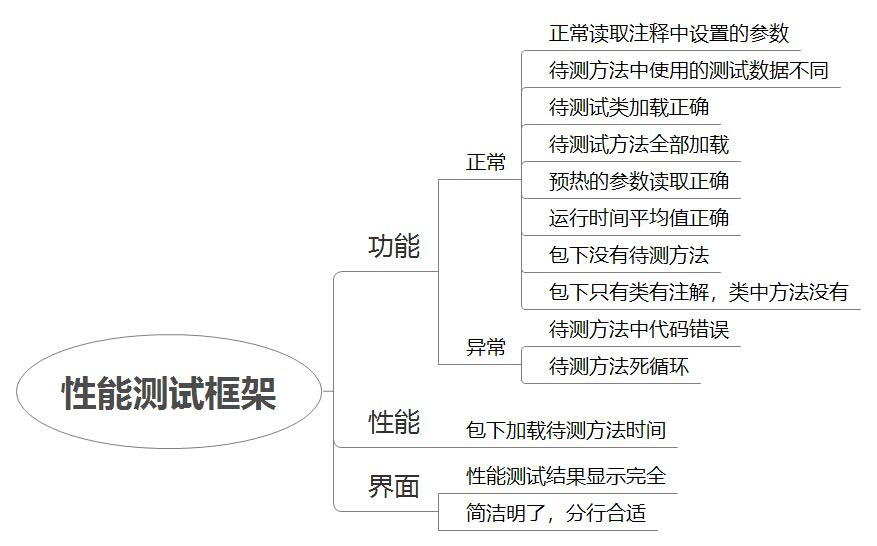 性能测试框架
功能
正常
正常读取注释中设置的参数
待测方法中使用的测试数据不同
待测试类加载正确
待测试方法全部加载
预热的参数读取正确
运行时间平均值正确
包下没有待测方法
包下只有类有注解，类中方法没有
异常
待测方法中代码错误
待测方法死循环
性能
包下加载待测方法时间
界面
性能测试结果显示完全
简洁明了，分行合适